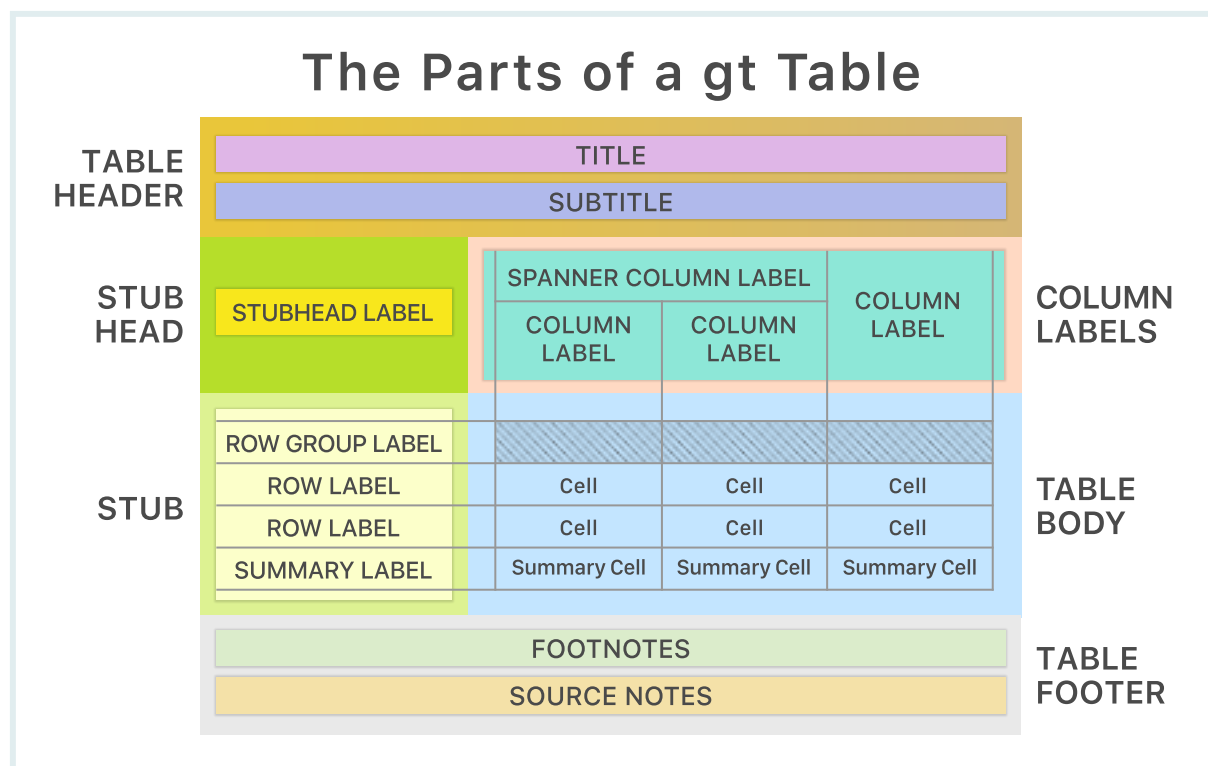 The Parts of a gt Table
TABLE
HEADER
TITLE
SUBTITLE
STUB
HEAD
STUBHEAD LABEL
SPANNER COLUMN LABEL
COLUMN
LABEL
COLUMN
LABEL
COLUMN
LABEL
COLUMN
LABELS
STUB
ROW GROUP LABEL
ROW LABEL Cell Cell Cell
ROW LABEL Cell Cell Cell
SUMMARY LABEL Summary Cell Summary Cell Summary Cell
TABLE
BODY
FOOTNOTES
SOURCE NOTES
TABLE
FOOTER